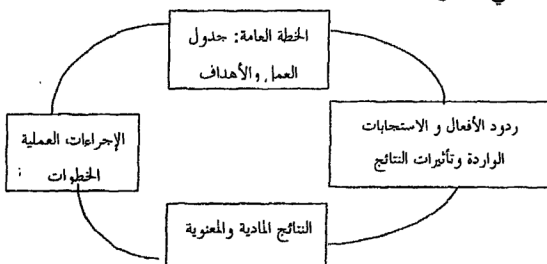 الخطة العامة: جدول
العمل والأهداف
ردود الأفعال و الاستجابات
الواردة وتأثيرات النتائج
الإجراءات العملية
الخطوات
النتائج المادية والمعنوية